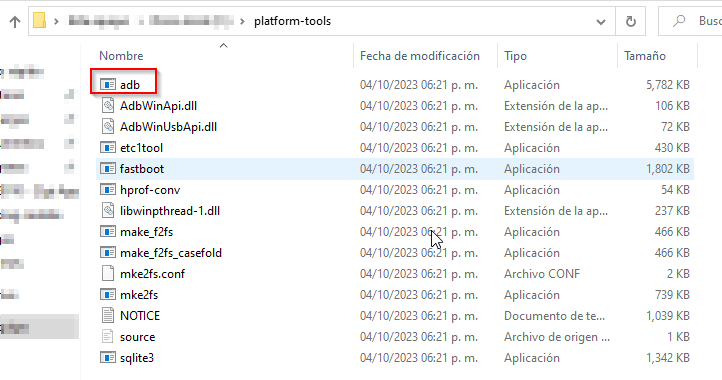 platform-tools
Busc
Nombre Fecha de modificación Tipo Tamaño
adb 04/10/2023 06:21 p. m. Aplicación 5,782 KB
AdbWinApi.dll 04/10/2023 06:21 p. m. Extensión de la ap... 106 KB
AdbWinUsbApi.dll 04/10/2023 06:21 p. m. Extensión de la ap... 72 KB
etc1tool 04/10/2023 06:21 p. m. Aplicación 430 KB
fastboot 04/10/2023 06:21 p. m. Aplicación 1,802 KB
hprof-conv 04/10/2023 06:21 p. m. Aplicación 54 KB
libwinpthread-1.dll 04/10/2023 06:21 p. m. Extensión de la ap... 237 KB
make_f2fs 04/10/2023 06:21 p. m. Aplicación 466 KB
make_f2fs_casefold 04/10/2023 06:21 p. m. Aplicación 466 KB
mke2fs.conf 04/10/2023 06:21 p. m. Archivo CONF 2 KB
mke2fs 04/10/2023 06:21 p. m. Aplicación 739 KB
NOTICE 04/10/2023 06:21 p. m. Documento de te... 1,039 KB
source 04/10/2023 06:21 p. m. Archivo de origen ... 1 KB
sqlite3 04/10/2023 06:21 p. m. Aplicación 1,342 KB